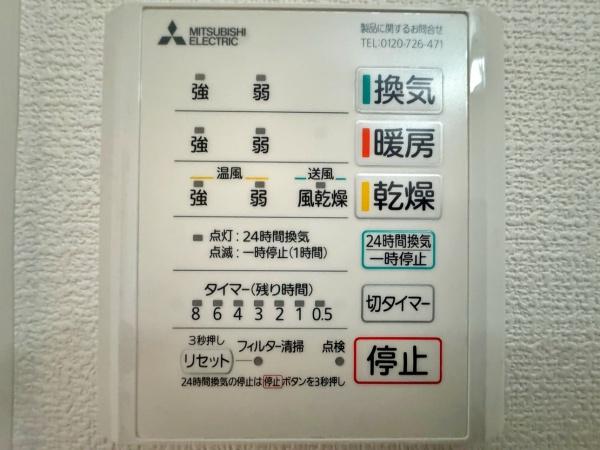 MITSUBISHI
ELECTRIC
製品に関するお問合せ
TEL:0120-726-471
強 弱 換気
強 弱 暖房
温風 送風
強 弱 風乾燥 乾燥
点灯：24時間換気
点滅：一時停止(1時間)
24時間換気
一時停止
タイマー(残り時間)
8 6 4 3 2 1 0.5
切タイマー
3秒押し
リセット フィルター清掃 点検
停止
24時間換気の停止は停止ボタンを3秒押し